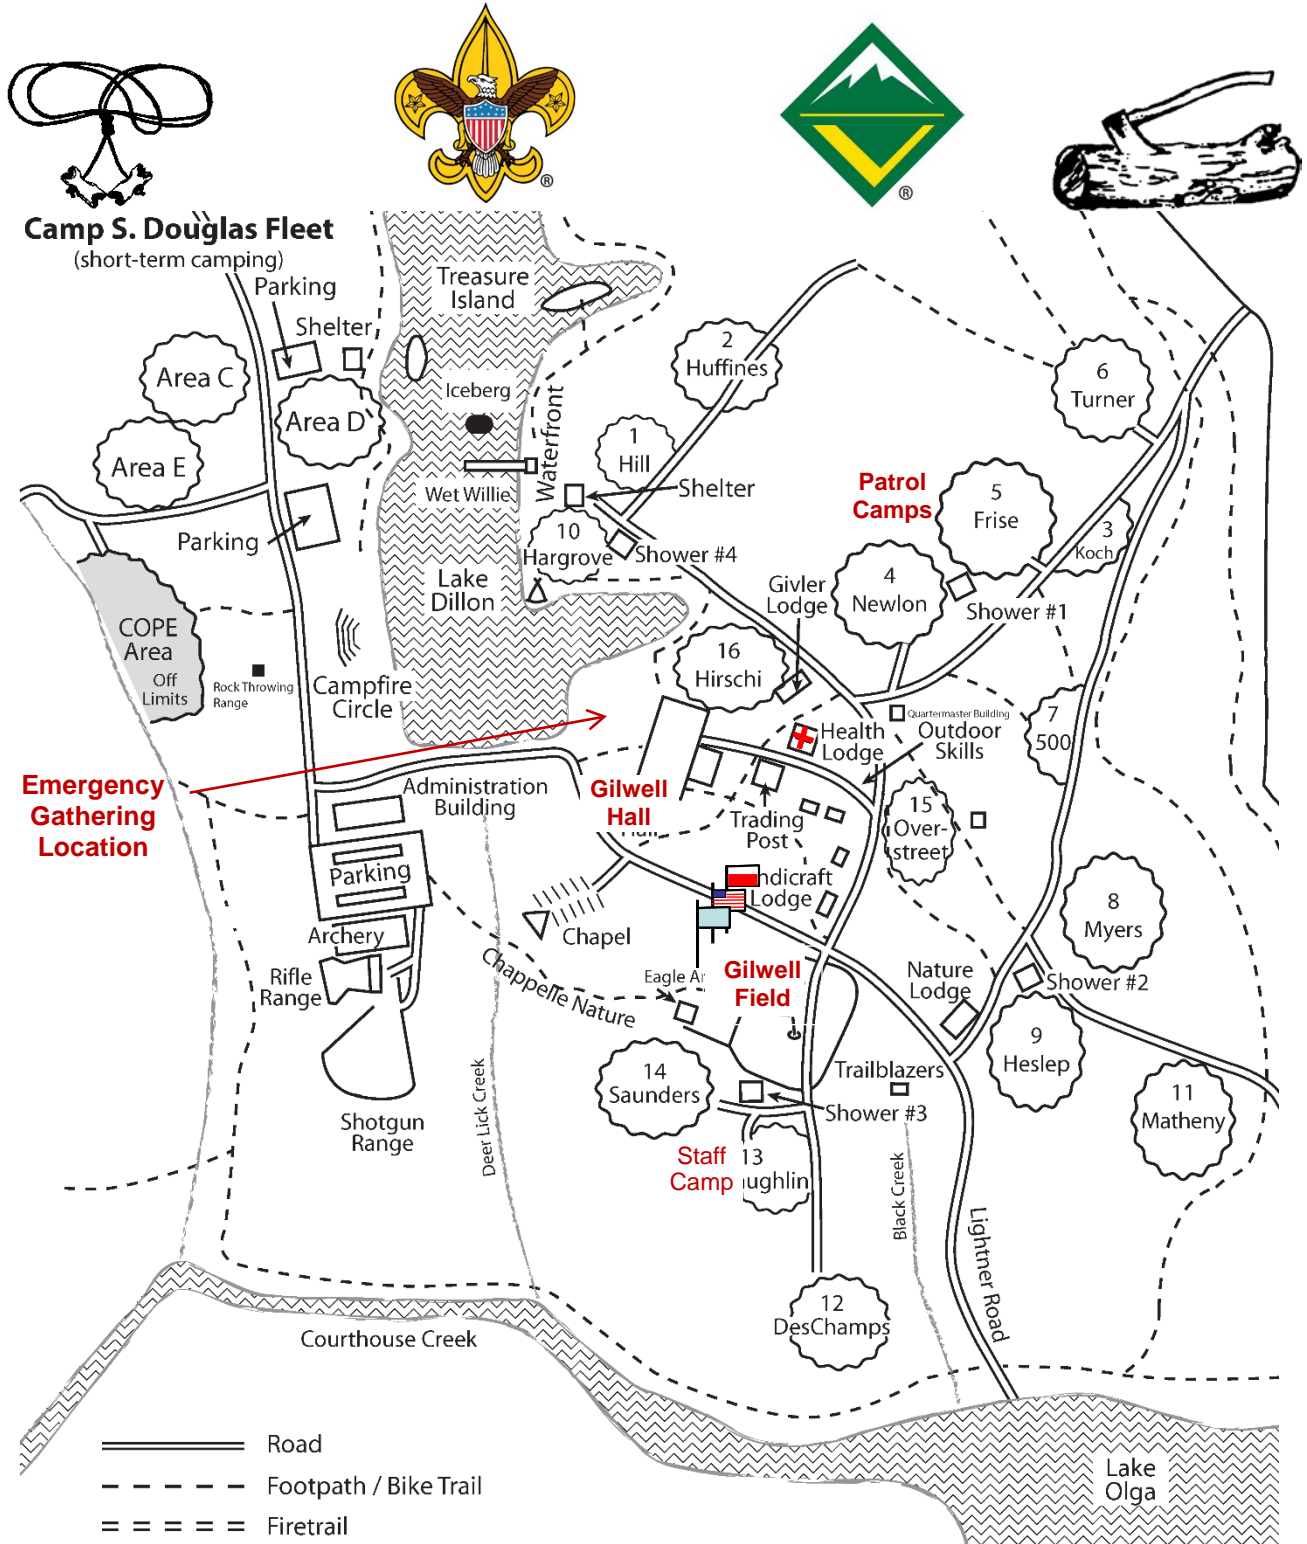 ®
®
Camp S. Douglas Fleet
(short-term camping)
Parking
Shelter
Area C
Area D
Area E
Parking
Treasure
Island
Iceberg
Wet Willie
Waterfront
Lake
Dillon
2
Huffines
1
Hill
Shelter
10
Hargrove
Shower #4
6
Turner
Patrol
Camps
5
Frise
3
Koch
4
Newlon
Shower #1
Givler
Lodge
16
Hirschi
COPE
Area
Off
Limits
Rock Throwing
Range
Campfire
Circle
Quartermaster Building
Health
Lodge
Outdoor
Skills
7
500
Emergency
Gathering
Location
Administration
Building
Gilwell
Hall
Trading
Post
15
Over-
street
Parking
ndicraft
Lodge
8
Myers
Archery
Chapel
Rifle
Range
Chappelle Nature
Eagle Ar
Gilwell
Field
Nature
Lodge
Shower #2
9
Heslep
14
Saunders
Trailblazers
Shower #3
11
Matheny
Shotgun
Range
Deer Lick Creek
Staff
Camp
13
ughlin
Black Creek
Lightner Road
12
DesChamps
Courthouse Creek
Road
Footpath / Bike Trail
Firetrail
Lake
Olga